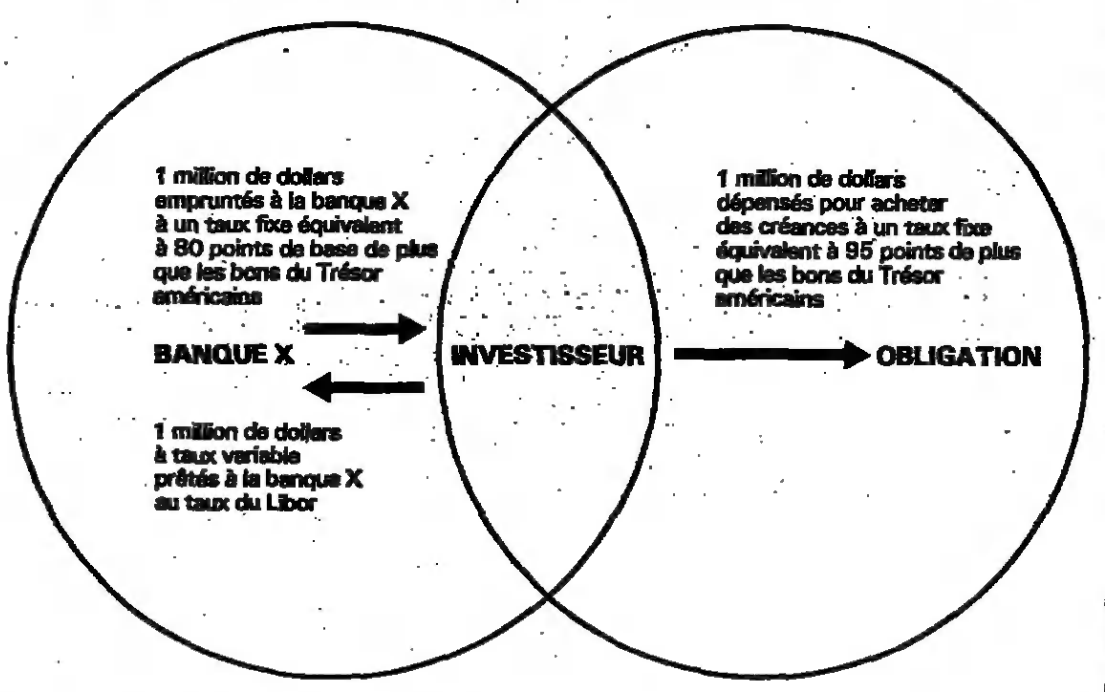 1 million de dollars
empruntés à la banque X
à un taux fixe équivalent
à 80 points de base de plus
que les bons du Trésor
américains
BANQUE X
1 million de dollars
à taux variable
prêtés à la banque X
au taux du Libor
INVESTISSEUR
1 million de dollars
dépensés pour acheter
des créances à un taux fixe
équivalent à 95 points de plus
que les bons du Trésor
américains
OBLIGATION